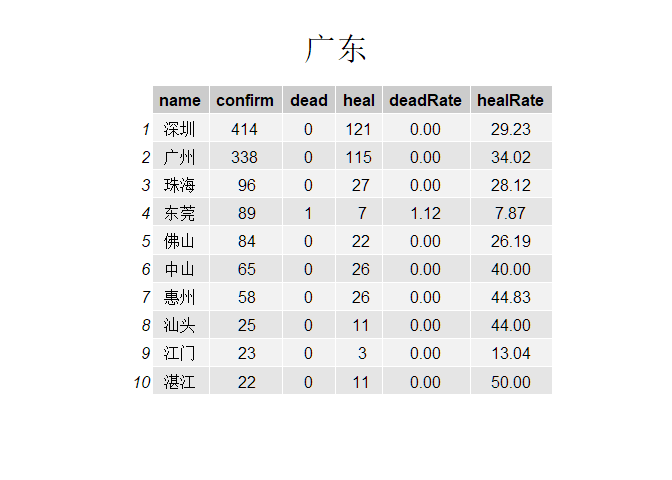 广东
name confirm dead heal deadRate healRate
1 深圳 414 0 121 0.00 29.23
2 广州 338 0 115 0.00 34.02
3 珠海 96 0 27 0.00 28.12
4 东莞 89 1 7 1.12 7.87
5 佛山 84 0 22 0.00 26.19
6 中山 65 0 26 0.00 40.00
7 惠州 58 0 26 0.00 44.83
8 汕头 25 0 11 0.00 44.00
9 江门 23 0 3 0.00 13.04
10 湛江 22 0 11 0.00 50.00